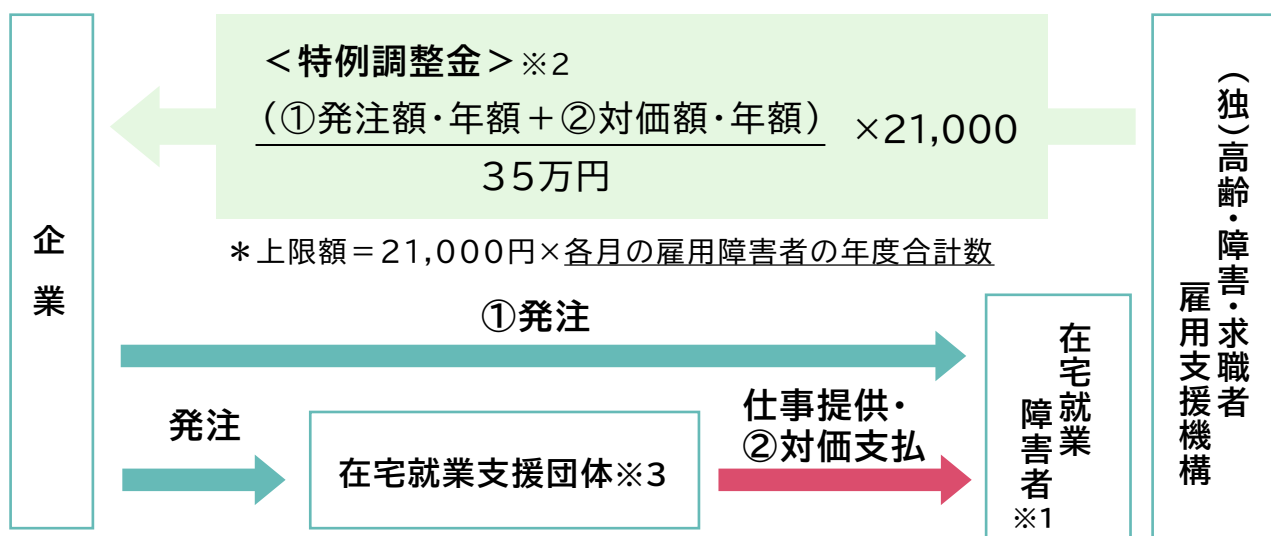 企業
<特例調整金>※2
(①発注額・年額+②対価額・年額)
×21,000
35万円
*上限額=21,000円×各月の雇用障害者の年度合計数
①発注
発注
在宅就業支援団体※3
仕事提供・
②対価支払
在宅就業
障害者
※1
(独)高齢・障害・求職者
雇用支援機構